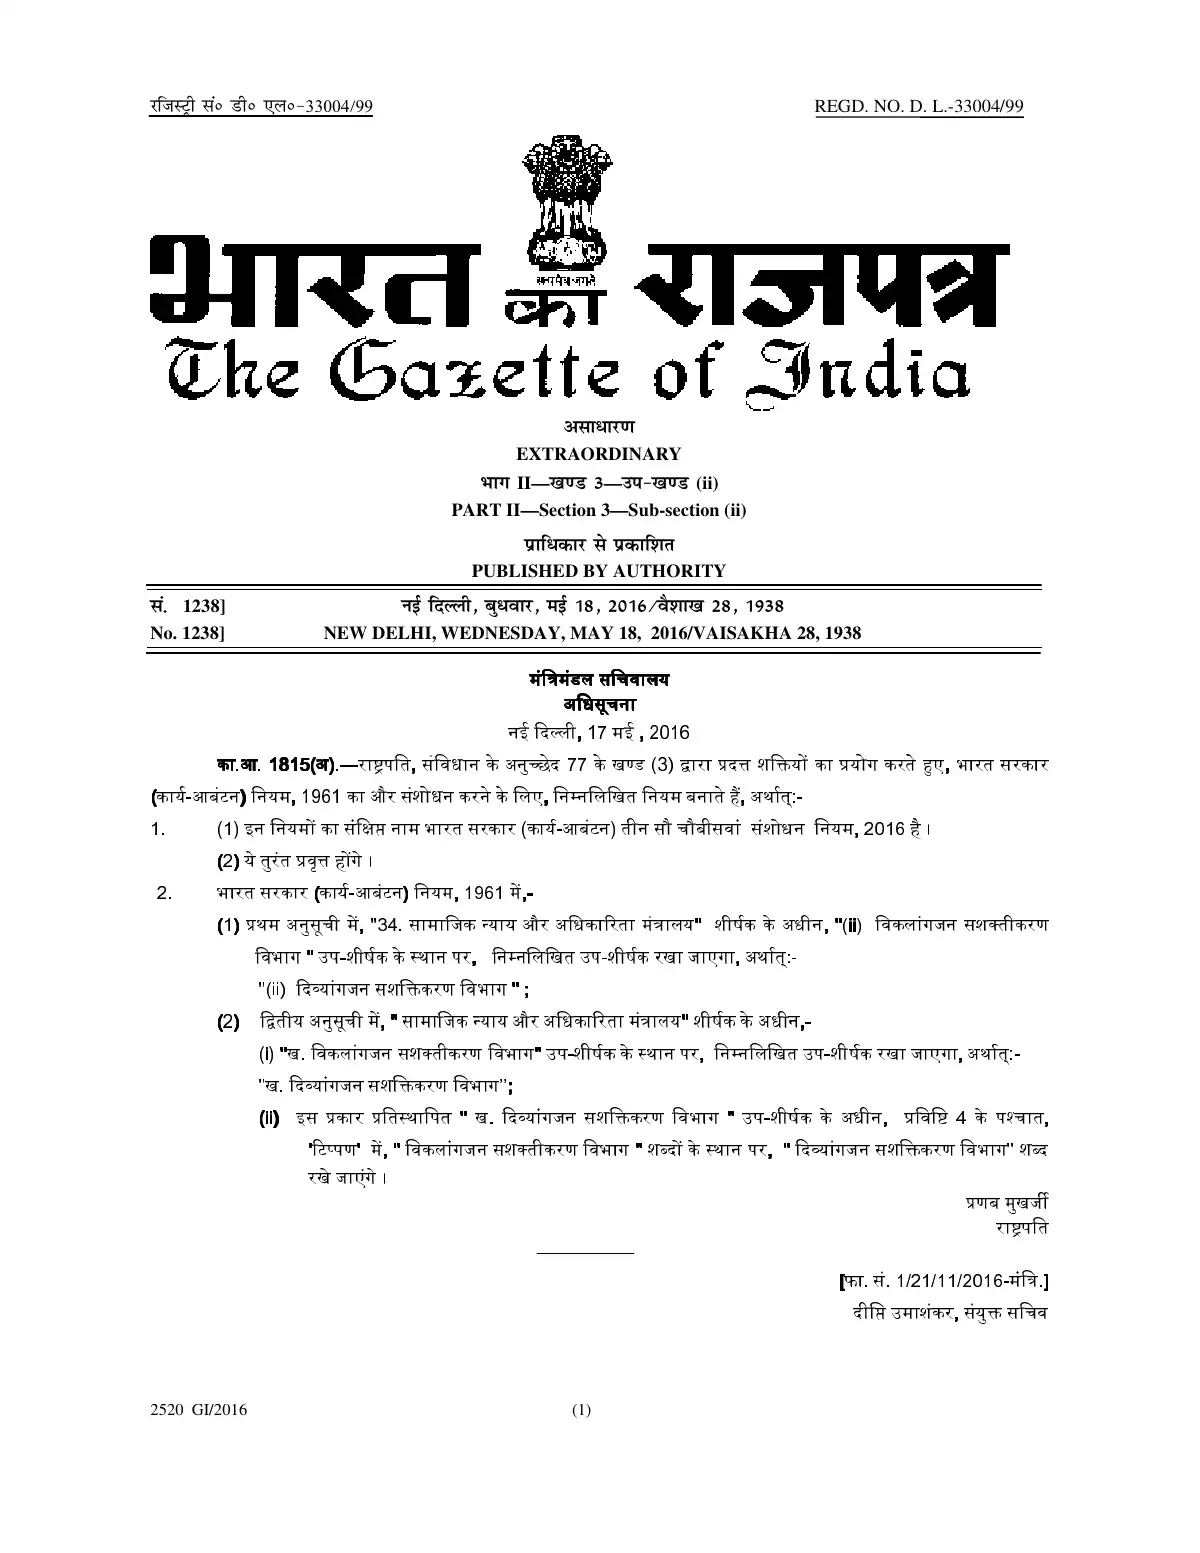 रजिस्ट्री सं० डी० एल०-33004/99
REGD. NO. D. L.-33004/99
सत्यमेव जयते
भारत का राजपत्र
The Gazette of India
असाधारण
EXTRAORDINARY
भाग II—खण्ड 3—उप-खण्ड (ii)
PART II—Section 3—Sub-section (ii)
प्राधिकार से प्रकाशित
PUBLISHED BY AUTHORITY
सं. 1238] नई दिल्ली, बुधवार, मई 18, 2016/वैशाख 28, 1938
No. 1238] NEW DELHI, WEDNESDAY, MAY 18, 2016/VAISAKHA 28, 1938
मंत्रिमंडल सचिवालय
अधिसूचना
नई दिल्ली, 17 मई , 2016
का.आ. 1815(अ).—राष्ट्रपति, संविधान के अनुच्छेद 77 के खण्ड (3) द्वारा प्रदत्त शक्तियों का प्रयोग करते हुए, भारत सरकार
(कार्य-आबंटन) नियम, 1961 का और संशोधन करने के लिए, निम्नलिखित नियम बनाते हैं, अर्थात्:-
1. (1) इन नियमों का संक्षिप्त नाम भारत सरकार (कार्य-आबंटन) तीन सौ चौबीसवां संशोधन नियम, 2016 है ।
(2) ये तुरंत प्रवृत्त होंगे ।
2. भारत सरकार (कार्य-आबंटन) नियम, 1961 में,-
(1) प्रथम अनुसूची में, "34. सामाजिक न्याय और अधिकारिता मंत्रालय" शीर्षक के अधीन, "(ii) विकलांगजन सशक्तीकरण
विभाग " उप-शीर्षक के स्थान पर, निम्नलिखित उप-शीर्षक रखा जाएगा, अर्थात्:-
"(ii) दिव्यांगजन सशक्तिकरण विभाग " ;
(2) द्वितीय अनुसूची में, " सामाजिक न्याय और अधिकारिता मंत्रालय" शीर्षक के अधीन,-
(i) "ख. विकलांगजन सशक्तीकरण विभाग" उप-शीर्षक के स्थान पर, निम्नलिखित उप-शीर्षक रखा जाएगा, अर्थात्:-
"ख. दिव्यांगजन सशक्तिकरण विभाग";
(ii) इस प्रकार प्रतिस्थापित " ख. दिव्यांगजन सशक्तिकरण विभाग " उप-शीर्षक के अधीन, प्रविष्टि 4 के पश्चात,
'टिप्पण' में, " विकलांगजन सशक्तीकरण विभाग " शब्दों के स्थान पर, " दिव्यांगजन सशक्तिकरण विभाग" शब्द
रखे जाएंगे ।
प्रणब मुखर्जी
राष्ट्रपति
[फा. सं. 1/21/11/2016-मंत्रि.]
दीप्ति उमाशंकर, संयुक्त सचिव
2520 GI/2016
(1)